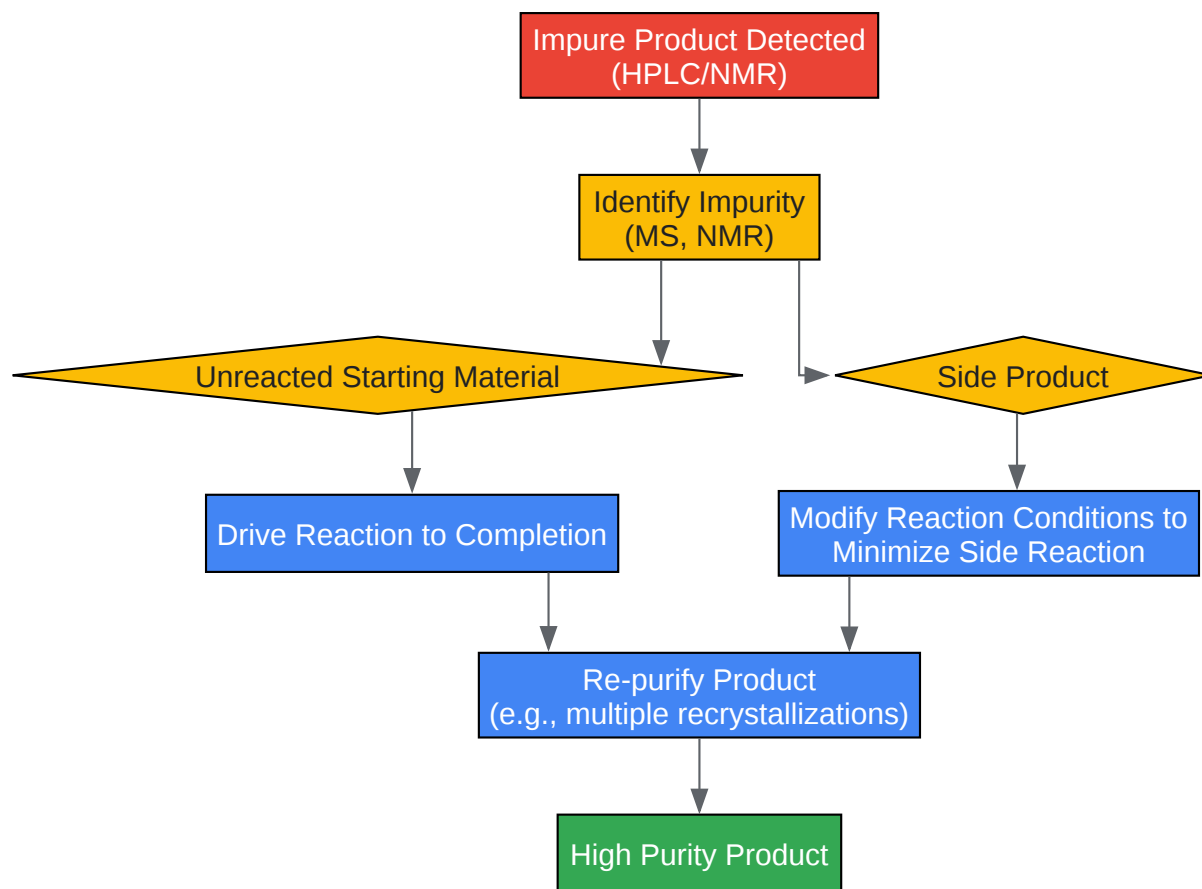 Impure Product Detected
(HPLC/NMR)
Identify Impurity
(MS, NMR)
Unreacted Starting Material
Side Product
Drive Reaction to Completion
Modify Reaction Conditions to
Minimize Side Reaction
Re-purify Product
(e.g., multiple recrystallizations)
High Purity Product